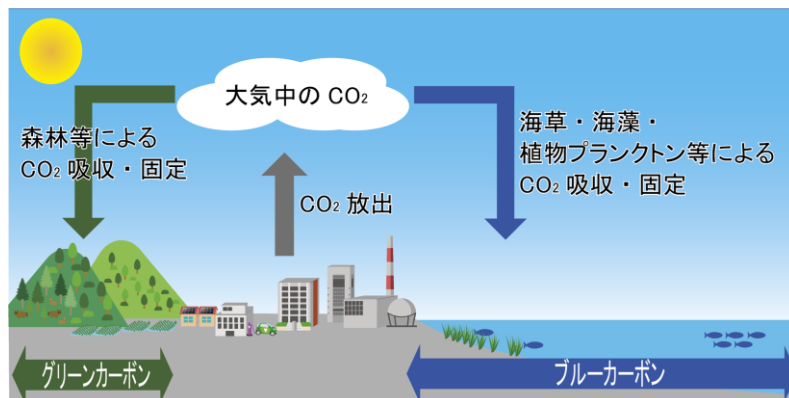 大気中の CO₂
森林等による
CO₂ 吸収・固定
CO₂ 放出
海草・海藻・
植物プランクトン等による
CO₂ 吸収・固定
グリーンカーボン
ブルーカーボン